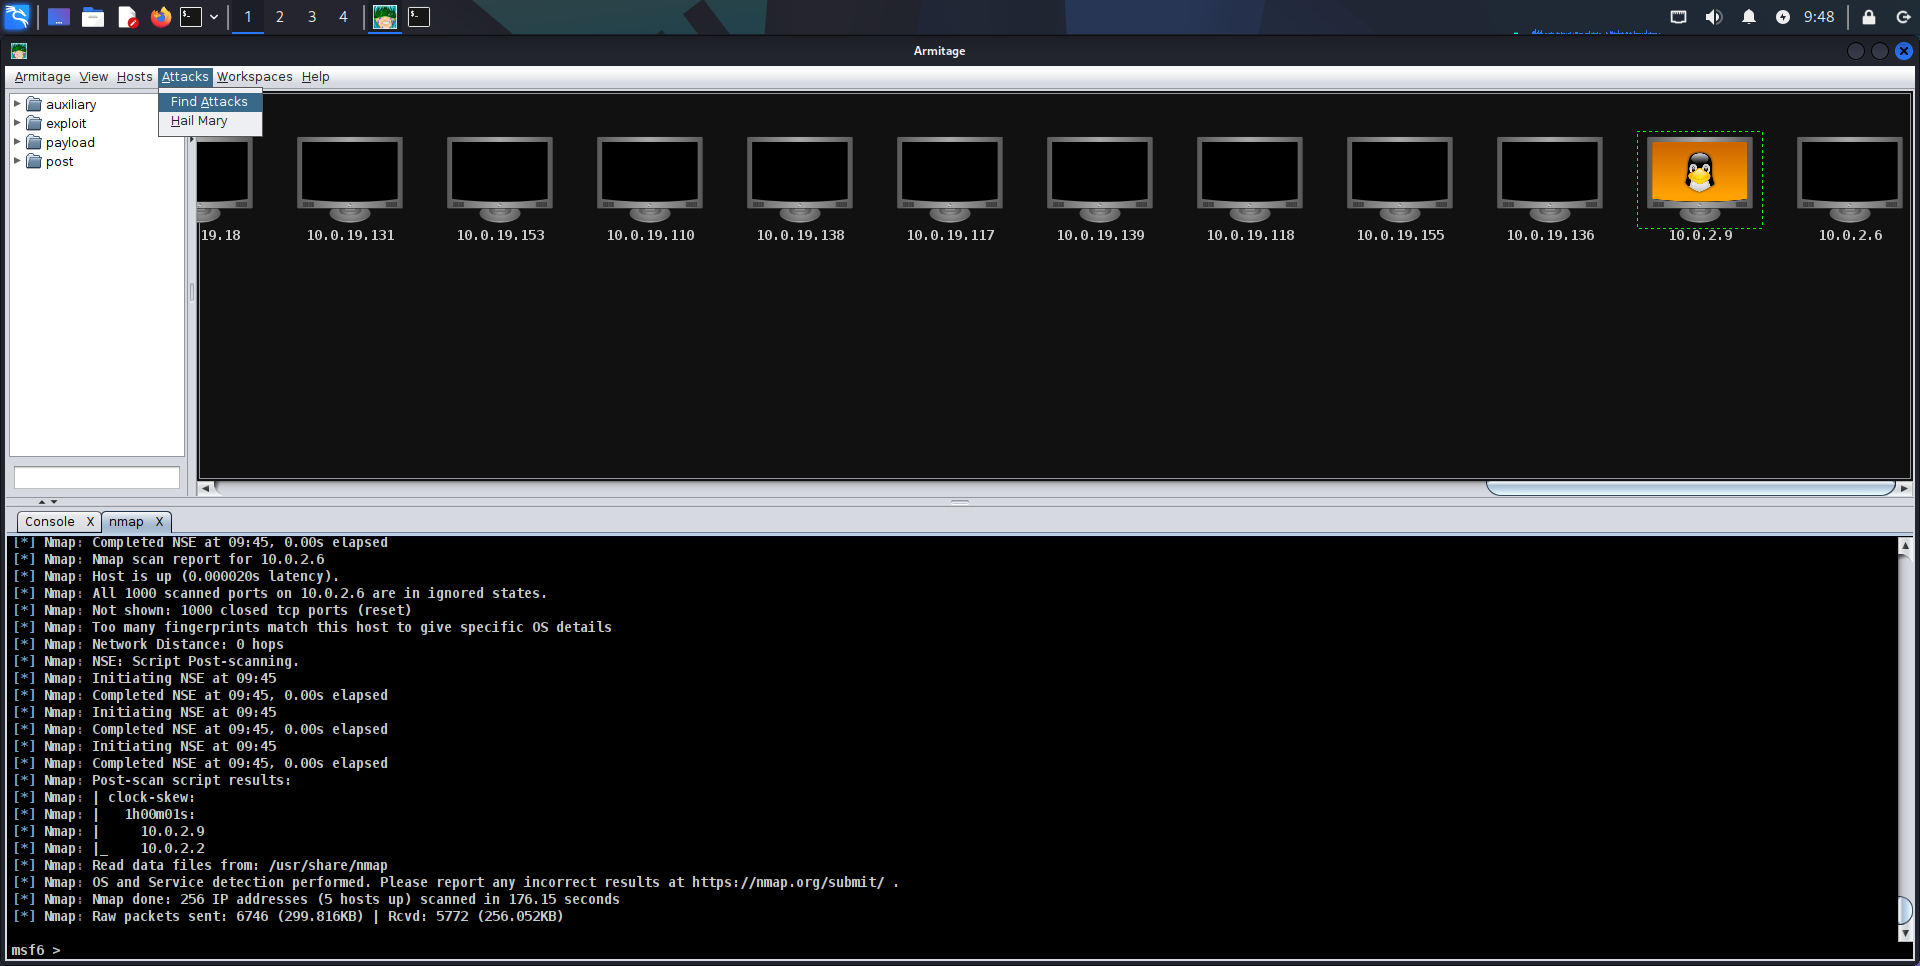 1 2 3 4 9:48
Armitage
Armitage View Hosts Attacks Workspaces Help
Find Attacks
Hail Mary
auxiliary
exploit
payload
post
19.18 10.0.19.131 10.0.19.153 10.0.19.110 10.0.19.138 10.0.19.117 10.0.19.139 10.0.19.118 10.0.19.155 10.0.19.136 10.0.2.9 10.0.2.6
Console X nmap X
[*] Nmap: Completed NSE at 09:45, 0.00s elapsed
[*] Nmap: Nmap scan report for 10.0.2.6
[*] Nmap: Host is up (0.000020s latency).
[*] Nmap: All 1000 scanned ports on 10.0.2.6 are in ignored states.
[*] Nmap: Not shown: 1000 closed tcp ports (reset)
[*] Nmap: Too many fingerprints match this host to give specific OS details
[*] Nmap: Network Distance: 0 hops
[*] Nmap: NSE: Script Post-scanning.
[*] Nmap: Initiating NSE at 09:45
[*] Nmap: Completed NSE at 09:45, 0.00s elapsed
[*] Nmap: Initiating NSE at 09:45
[*] Nmap: Completed NSE at 09:45, 0.00s elapsed
[*] Nmap: Initiating NSE at 09:45
[*] Nmap: Completed NSE at 09:45, 0.00s elapsed
[*] Nmap: Post-scan script results:
[*] Nmap: | clock-skew:
[*] Nmap: |   1h00m01s:
[*] Nmap: |     10.0.2.9
[*] Nmap: |_    10.0.2.2
[*] Nmap: Read data files from: /usr/share/nmap
[*] Nmap: OS and Service detection performed. Please report any incorrect results at https://nmap.org/submit/ .
[*] Nmap: Nmap done: 256 IP addresses (5 hosts up) scanned in 176.15 seconds
[*] Nmap: Raw packets sent: 6746 (299.816KB) | Rcvd: 5772 (256.052KB)
msf6 >